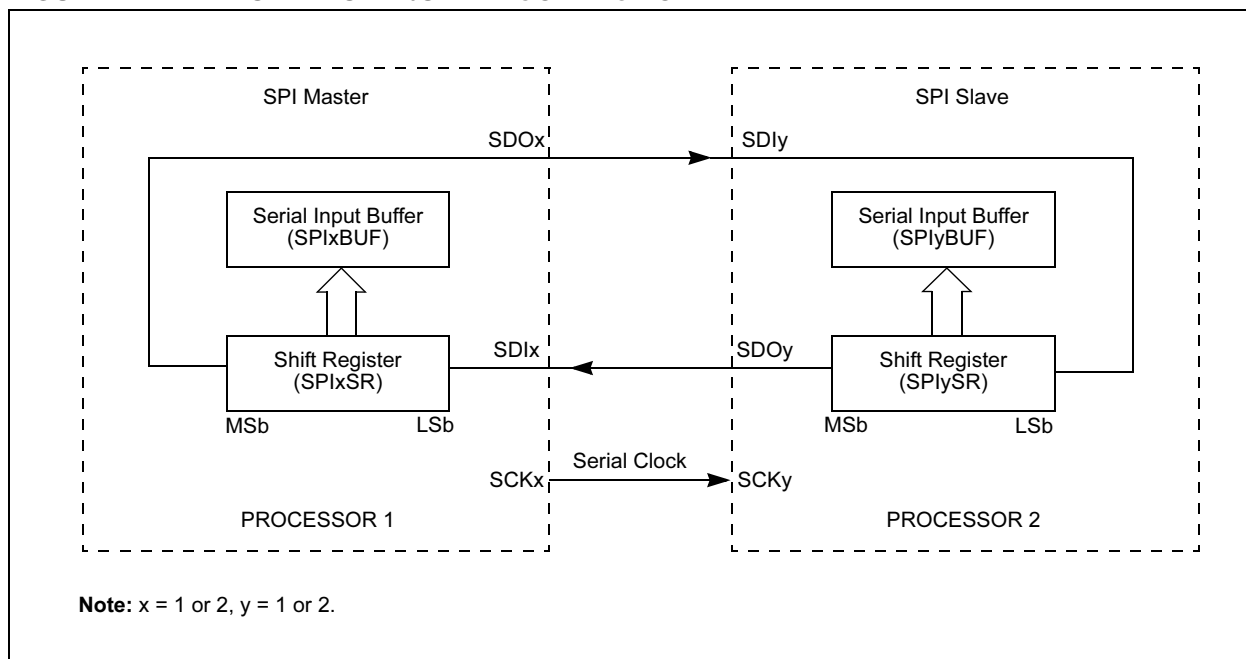 SPI Master
SPI Slave
SDOx
SDIy
Serial Input Buffer
(SPIxBUF)
Serial Input Buffer
(SPIyBUF)
Shift Register
(SPIxSR)
SDIx
SDOy
Shift Register
(SPIySR)
MSb
LSb
MSb
LSb
Serial Clock
SCKx
SCKy
PROCESSOR 1
PROCESSOR 2
Note: x = 1 or 2, y = 1 or 2.